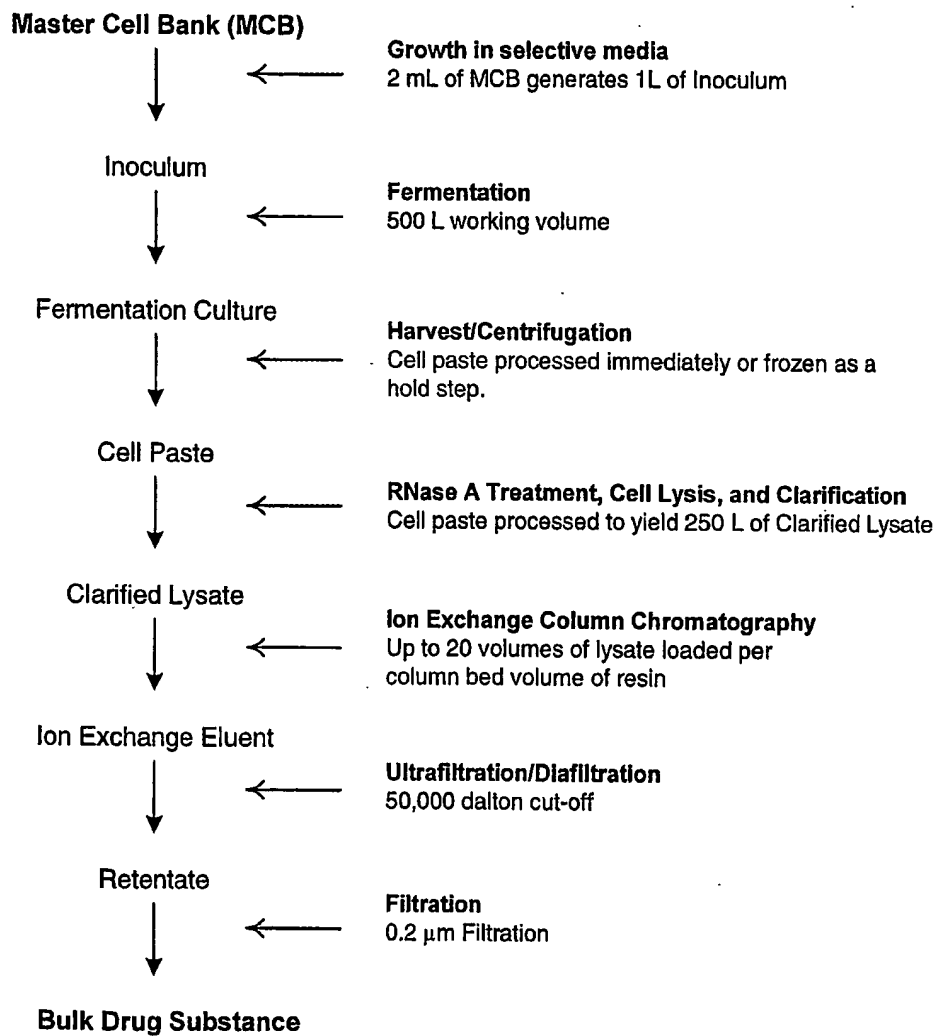 Master Cell Bank (MCB)
Growth in selective media
2 mL of MCB generates 1L of Inoculum
Inoculum
Fermentation
500 L working volume
Fermentation Culture
Harvest/Centrifugation
Cell paste processed immediately or frozen as a
hold step.
Cell Paste
RNase A Treatment, Cell Lysis, and Clarification
Cell paste processed to yield 250 L of Clarified Lysate
Clarified Lysate
Ion Exchange Column Chromatography
Up to 20 volumes of lysate loaded per
column bed volume of resin
Ion Exchange Eluent
Ultrafiltration/Diafiltration
50,000 dalton cut-off
Retentate
Filtration
0.2 μm Filtration
Bulk Drug Substance